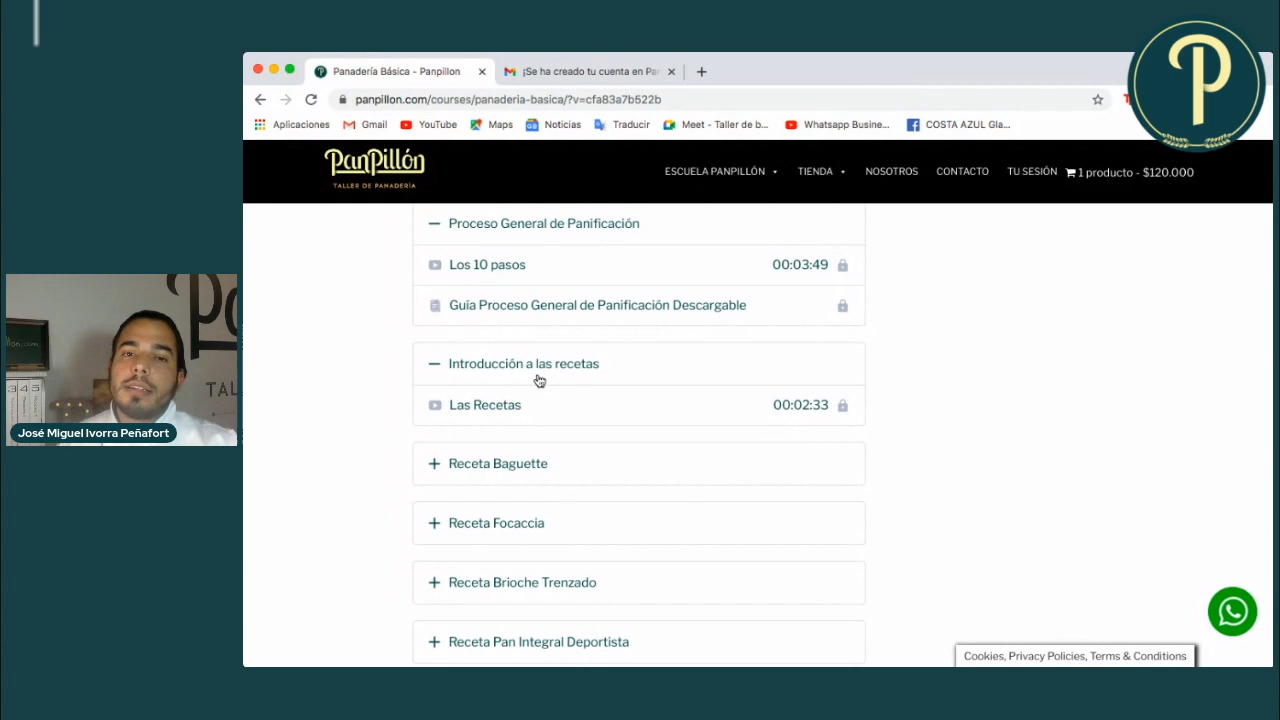 Panadería Básica - Panpillon
¡Se ha creado tu cuenta en Pan
panpillon.com/courses/panaderia-basica/?v=cfa83a7b522b
Aplicaciones
Gmail
YouTube
Maps
Noticias
Traducir
Meet - Taller de b...
Whatsapp Busine...
COSTA AZUL Gla...
P
PanPillón
TALLER DE PANADERÍA
ESCUELA PANPILLÓN
TIENDA
NOSOTROS
CONTACTO
TU SESIÓN
1 producto - $120.000
Proceso General de Panificación
Los 10 pasos
00:03:49
Guía Proceso General de Panificación Descargable
Introducción a las recetas
Las Recetas
00:02:33
Receta Baguette
Receta Focaccia
Receta Brioche Trenzado
Receta Pan Integral Deportista
Cookies, Privacy Policies, Terms & Conditions
José Miguel Ivorra Peñafort